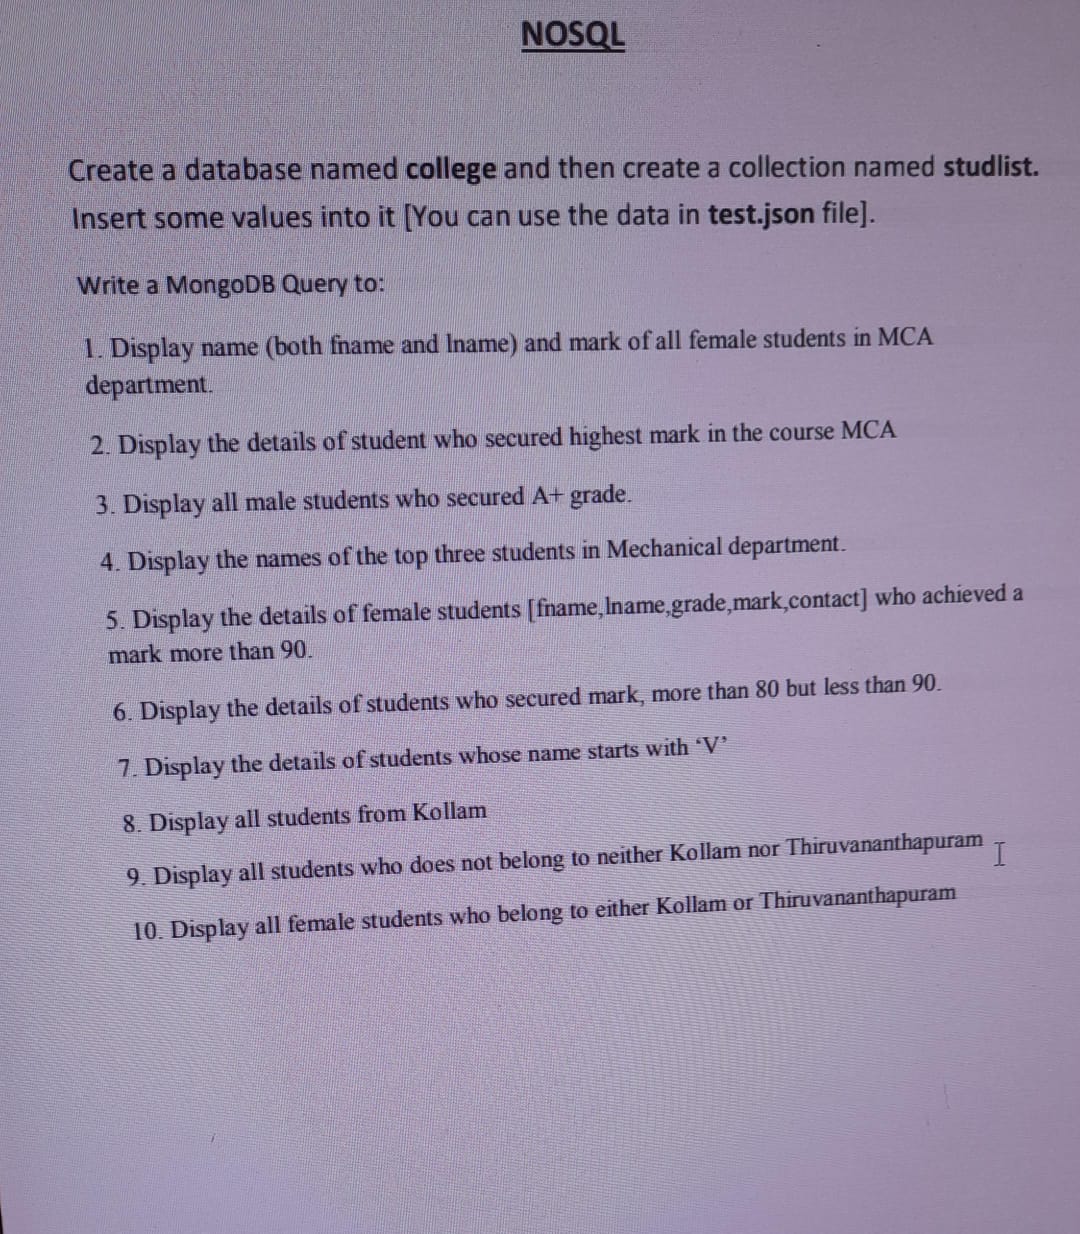 NOSQL
Create a database named college and then create a collection named studlist.
Insert some values into it [You can use the data in test.json file].
Write a MongoDB Query to:
1. Display name (both fname and lname) and mark of all female students in MCA
department.
2. Display the details of student who secured highest mark in the course MCA
3. Display all male students who secured A+ grade.
4. Display the names of the top three students in Mechanical department.
5. Display the details of female students [fname,lname,grade,mark,contact] who achieved a
mark more than 90.
6. Display the details of students who secured mark, more than 80 but less than 90.
7. Display the details of students whose name starts with ‘V’
8. Display all students from Kollam
9. Display all students who does not belong to neither Kollam nor Thiruvananthapuram
10. Display all female students who belong to either Kollam or Thiruvananthapuram